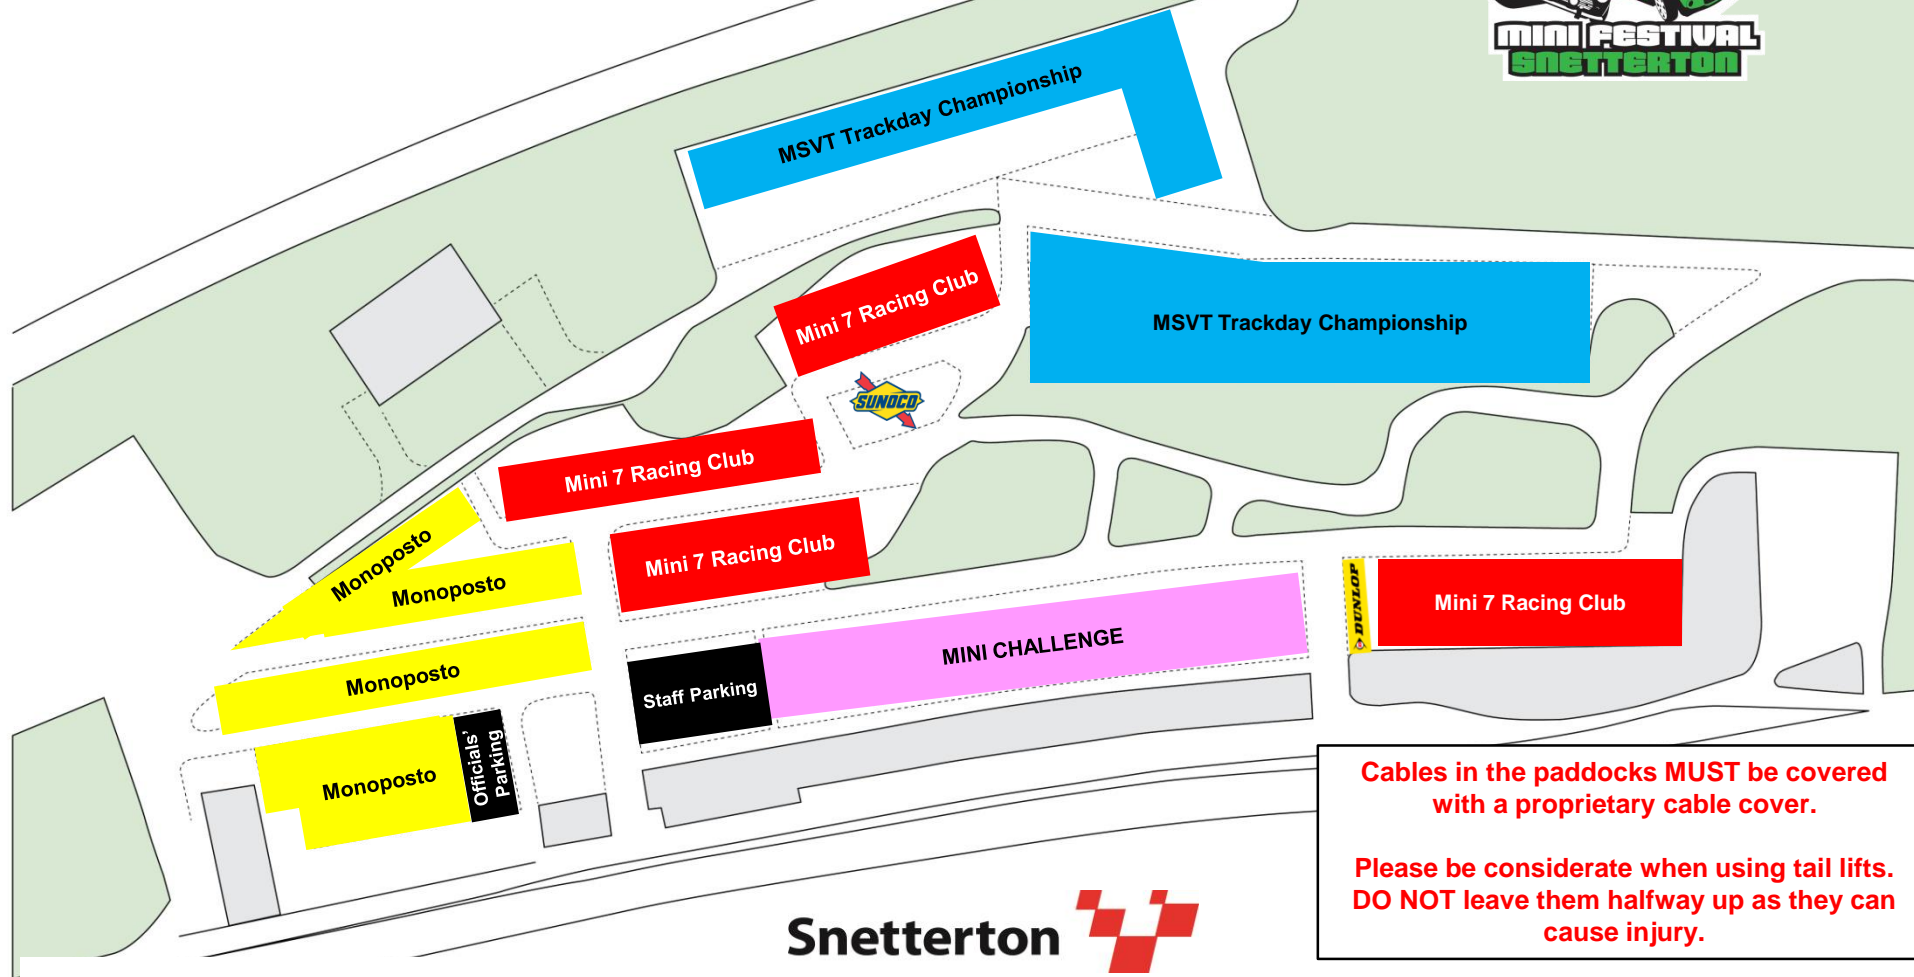 MINI FESTIVAL
SNETTERTON
MSVT Trackday Championship
Mini 7 Racing Club
MSVT Trackday Championship
SUNOCO
Mini 7 Racing Club
Mini 7 Racing Club
Monoposto
Monoposto
DUNLOP
Mini 7 Racing Club
MINI CHALLENGE
Staff Parking
Monoposto
Officials'
Parking
Monoposto
Cables in the paddocks MUST be covered
with a proprietary cable cover.
Please be considerate when using tail lifts.
DO NOT leave them halfway up as they can
cause injury.
Snetterton